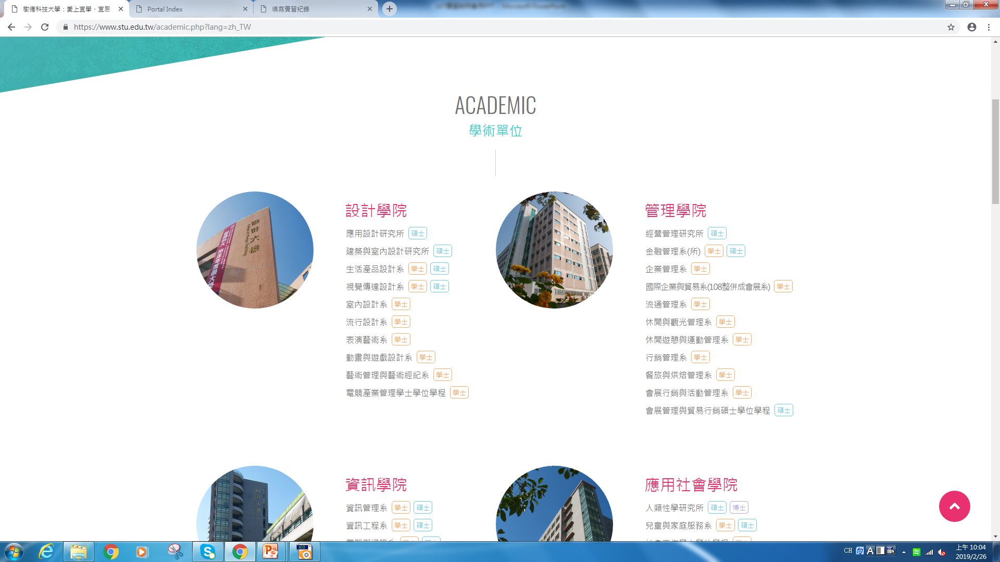 樹德科技大學：愛上宜學、宜居
Portal Index
填寫實習紀錄
https://www.stu.edu.tw/academic.php?lang=zh_TW
ACADEMIC
學術單位
設計學院
應用設計研究所 碩士
建築與室內設計研究所 碩士
生活產品設計系 學士 碩士
視覺傳達設計系 學士 碩士
室內設計系 學士
流行設計系 學士
表演藝術系 學士
動畫與遊戲設計系 學士
藝術管理與藝術經紀系 學士
電競產業管理學士學位學程 學士
管理學院
經營管理研究所 碩士
金融管理系(所) 學士 碩士
企業管理系 學士
國際企業與貿易系(108整併成會展系) 學士
流通管理系 學士
休閒與觀光管理系 學士
休閒遊憩與運動管理系 學士
行銷管理系 學士
餐旅與烘焙管理系 學士
會展行銷與活動管理系 學士
會展管理與貿易行銷碩士學位學程 碩士
設計大樓
資訊學院
資訊管理系 學士 碩士
資訊工程系 學士 碩士
應用社會學院
人類性學研究所 碩士 博士
兒童與家庭服務系 學士 碩士
CH
上午 10:04
2019/2/26